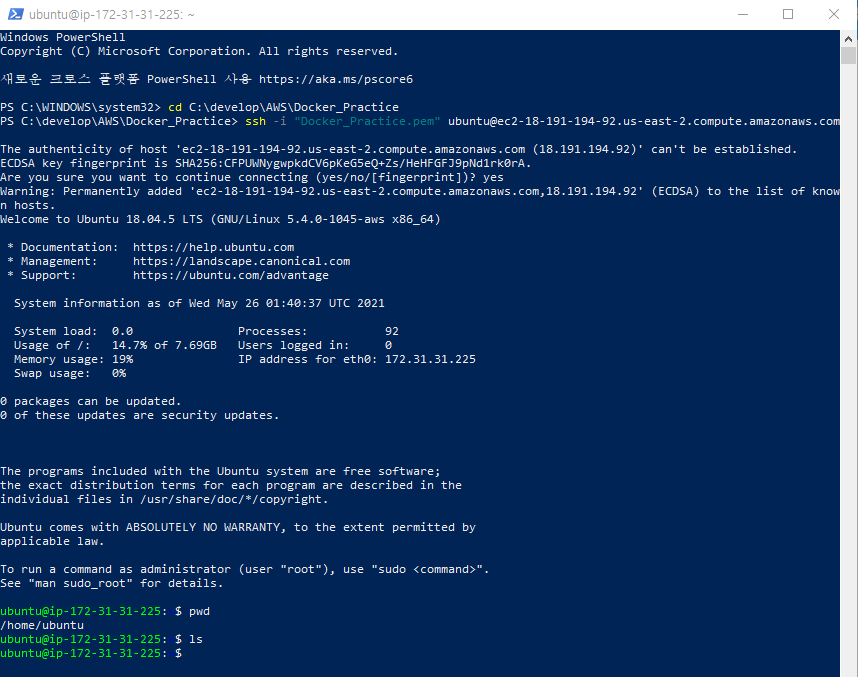 ubuntu@ip-172-31-31-225: ~
Windows PowerShell
Copyright (C) Microsoft Corporation. All rights reserved.
새로운 크로스 플랫폼 PowerShell 사용 https://aka.ms/pscore6
PS C:\WINDOWS\system32> cd C:\develop\AWS\Docker_Practice
PS C:\develop\AWS\Docker_Practice> ssh -i "Docker_Practice.pem" ubuntu@ec2-18-191-194-92.us-east-2.compute.amazonaws.com
The authenticity of host 'ec2-18-191-194-92.us-east-2.compute.amazonaws.com (18.191.194.92)' can't be established.
ECDSA key fingerprint is SHA256:CFPUWNygwpkdCV6pKeG5eQ+Zs/HeHFGFJ9pNd1rk0rA.
Are you sure you want to continue connecting (yes/no/[fingerprint])? yes
Warning: Permanently added 'ec2-18-191-194-92.us-east-2.compute.amazonaws.com,18.191.194.92' (ECDSA) to the list of know
n hosts.
Welcome to Ubuntu 18.04.5 LTS (GNU/Linux 5.4.0-1045-aws x86_64)
* Documentation:  https://help.ubuntu.com
* Management:     https://landscape.canonical.com
* Support:        https://ubuntu.com/advantage
System information as of Wed May 26 01:40:37 UTC 2021
System load:  0.0               Processes:           92
Usage of /:   14.7% of 7.69GB   Users logged in:     0
Memory usage: 19%               IP address for eth0: 172.31.31.225
Swap usage:   0%
0 packages can be updated.
0 of these updates are security updates.
The programs included with the Ubuntu system are free software;
the exact distribution terms for each program are described in the
individual files in /usr/share/doc/*/copyright.
Ubuntu comes with ABSOLUTELY NO WARRANTY, to the extent permitted by
applicable law.
To run a command as administrator (user "root"), use "sudo <command>".
See "man sudo_root" for details.
ubuntu@ip-172-31-31-225: $ pwd
/home/ubuntu
ubuntu@ip-172-31-31-225: $ ls
ubuntu@ip-172-31-31-225: $